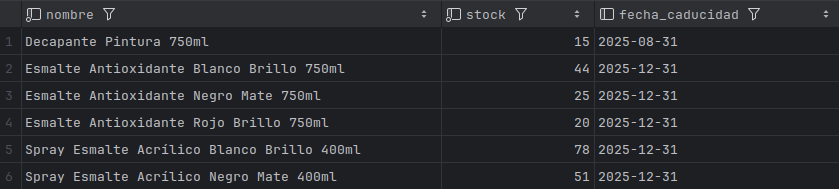 nombre stock fecha_caducidad
1 Decapante Pintura 750ml 15 2025-08-31
2 Esmalte Antioxidante Blanco Brillo 750ml 44 2025-12-31
3 Esmalte Antioxidante Negro Mate 750ml 25 2025-12-31
4 Esmalte Antioxidante Rojo Brillo 750ml 20 2025-12-31
5 Spray Esmalte Acrílico Blanco Brillo 400ml 78 2025-12-31
6 Spray Esmalte Acrílico Negro Mate 400ml 51 2025-12-31